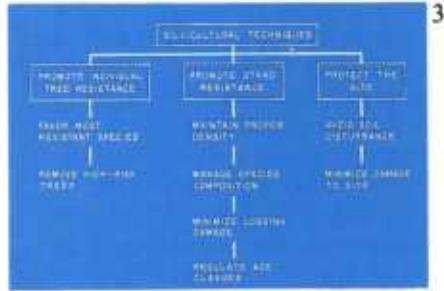 3
SILVICULTURAL TECHNIQUES
PROMOTE INDIVIDUAL
TREE RESISTANCE
FAVOR MOST
RESISTANT SPECIES
REMOVE HIGH-RISK
TREES
PROMOTE STAND
RESISTANCE
MAINTAIN PROPER
DENSITY
MANAGE SPECIES
COMPOSITION
MINIMIZE LOGGING
DAMAGE
REGULATE AGE
CLASSES
PROTECT THE
SITE
AVOID SOIL
DISTURBANCE
MINIMIZE DAMAGE
TO SITE